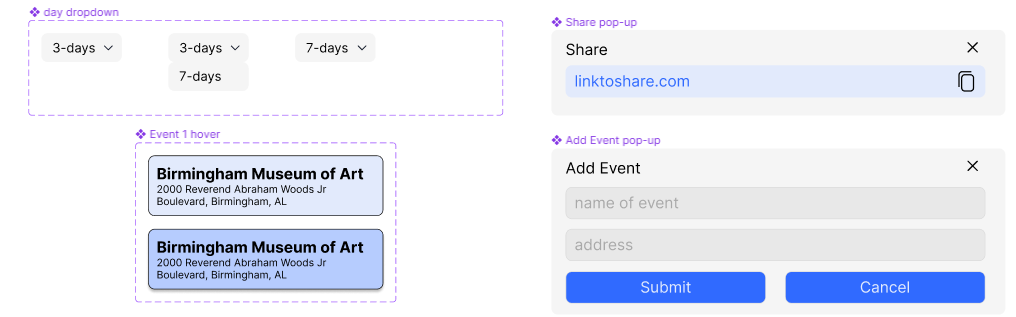 day dropdown
3-days
3-days
7-days
7-days
Event 1 hover
Birmingham Museum of Art
2000 Reverend Abraham Woods Jr
Boulevard, Birmingham, AL
Birmingham Museum of Art
2000 Reverend Abraham Woods Jr
Boulevard, Birmingham, AL
Share pop-up
Share
linktoshare.com
Add Event pop-up
Add Event
name of event
address
Submit
Cancel